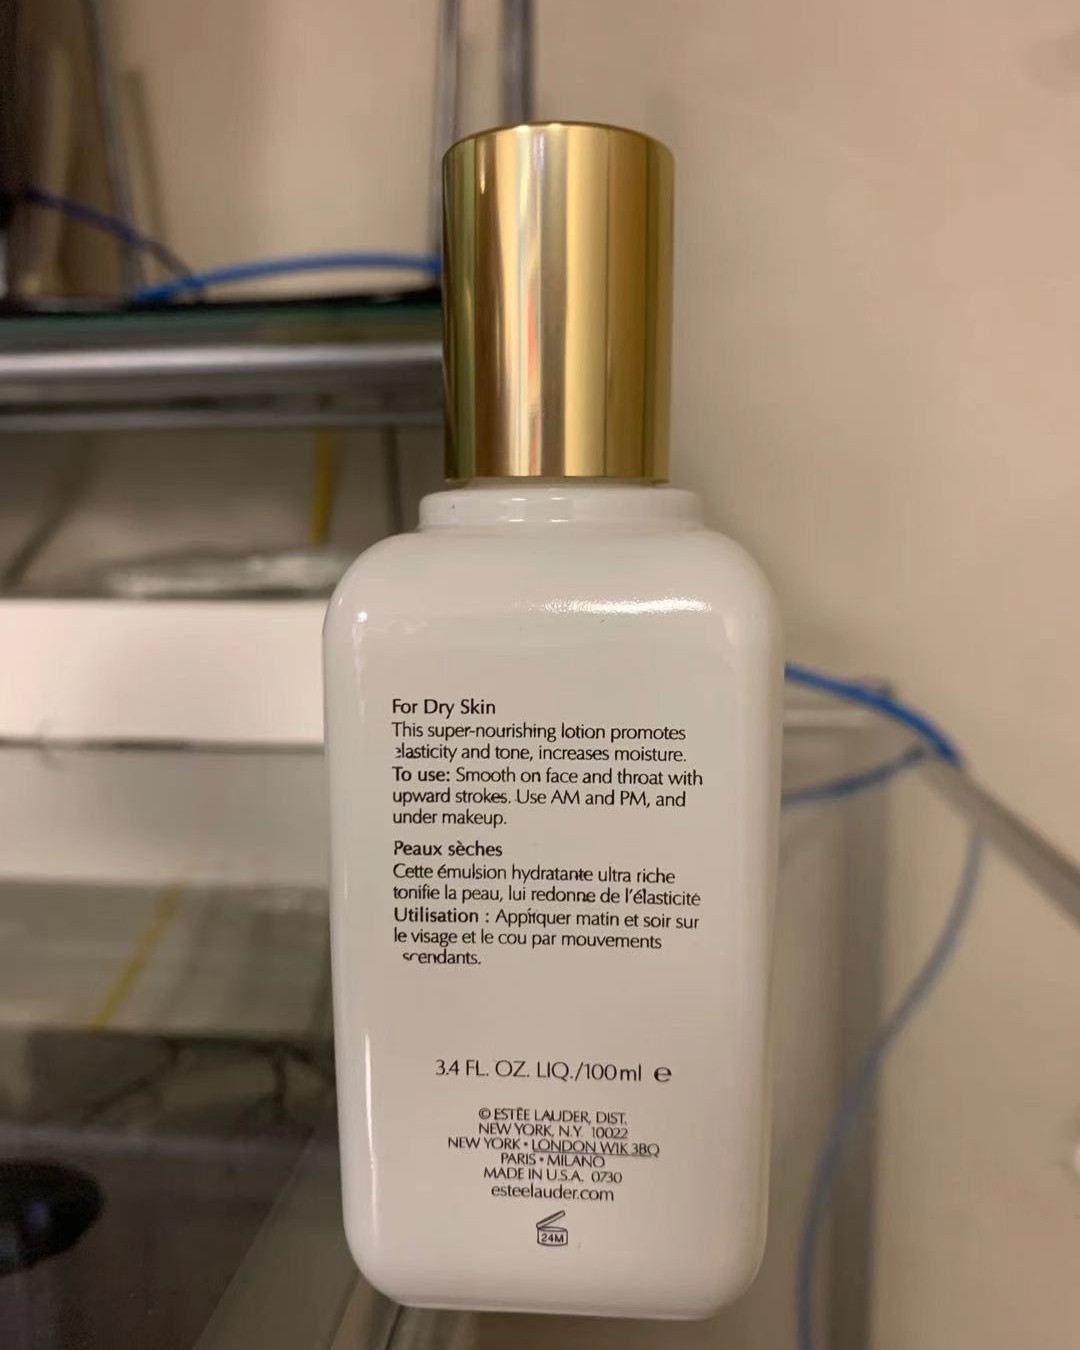 For Dry Skin
This super-nourishing lotion promotes
elasticity and tone, increases moisture.
To use: Smooth on face and throat with
upward strokes. Use AM and PM, and
under makeup.
Peaux sèches
Cette émulsion hydratante ultra riche
tonifie la peau, lui redonne de l'élasticité
Utilisation : Appliquer matin et soir sur
le visage et le cou par mouvements
scendants.
3.4 FL. OZ. LIQ./100ml e
© ESTĒE LAUDER, DIST.
NEW YORK, N.Y. 10022
NEW YORK • LONDON W1K 3BQ
PARIS • MILANO
MADE IN U.S.A. 0730
esteelauder.com
24M